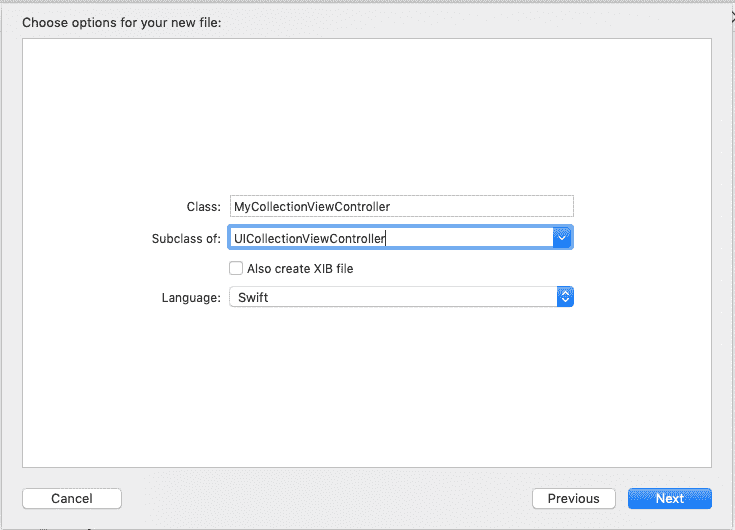 Choose options for your new file:
Class: MyCollectionViewController
Subclass of: UICollectionViewController
Also create XIB file
Language: Swift
Cancel Previous Next